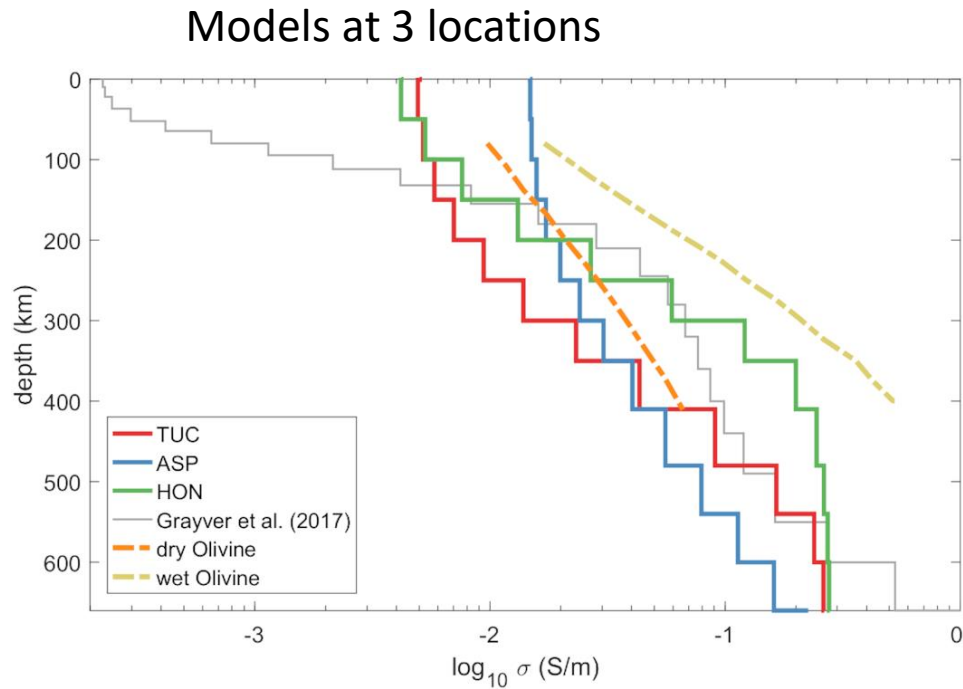 Models at 3 locations
0
100
200
300
400
500
600
depth (km)
TUC
ASP
HON
Grayver et al. (2017)
dry Olivine
wet Olivine
-3 -2 -1 0
log₁₀ σ (S/m)